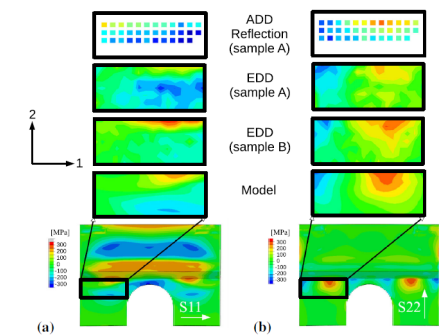 ADD
Reflection
(sample A)
EDD
(sample A)
EDD
(sample B)
Model
2
1
[MPa]
300
200
100
0
-100
-200
-300
S11
(a)
[MPa]
300
200
100
0
-100
-200
-300
S22
(b)